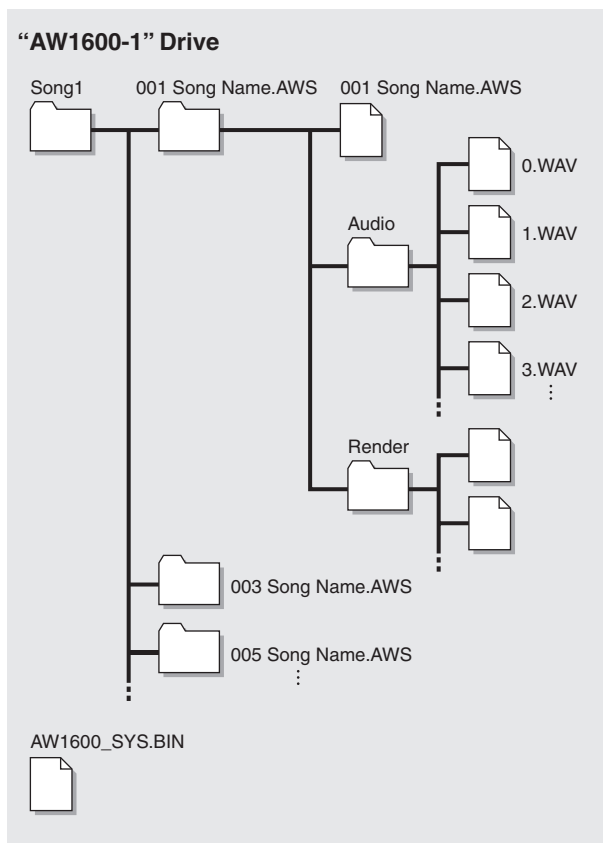 “AW1600-1” Drive
Song1
001 Song Name.AWS
001 Song Name.AWS
0.WAV
1.WAV
Audio
2.WAV
3.WAV
Render
003 Song Name.AWS
005 Song Name.AWS
AW1600_SYS.BIN